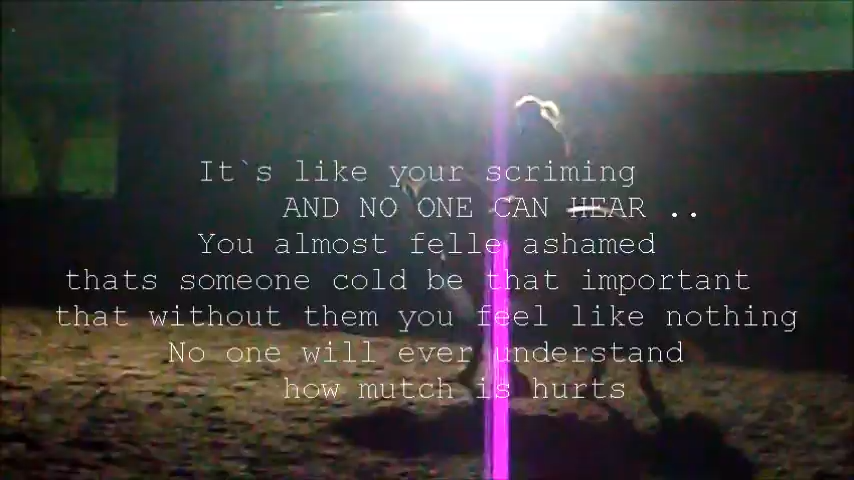 It`s like your scriming
AND NO ONE CAN HEAR ..
You almost felle ashamed
thats someone cold be that important
that without them you feel like nothing
No one will ever understand
how mutch is hurts